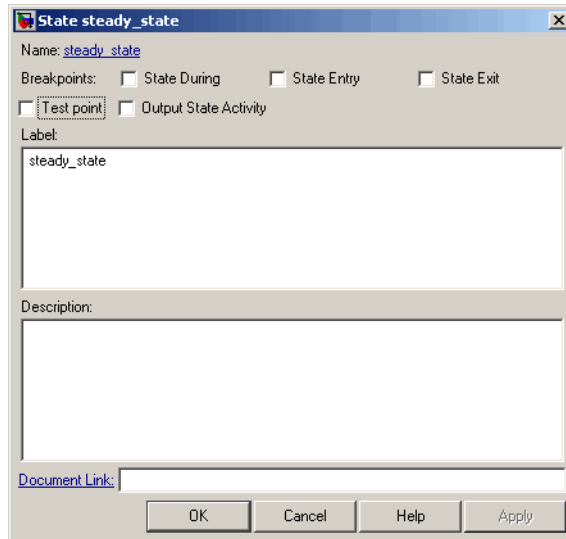 State steady_state
Name: steady_state
Breakpoints: State During State Entry State Exit
Test point Output State Activity
Label:
steady_state
Description:
Document Link:
OK Cancel Help Apply